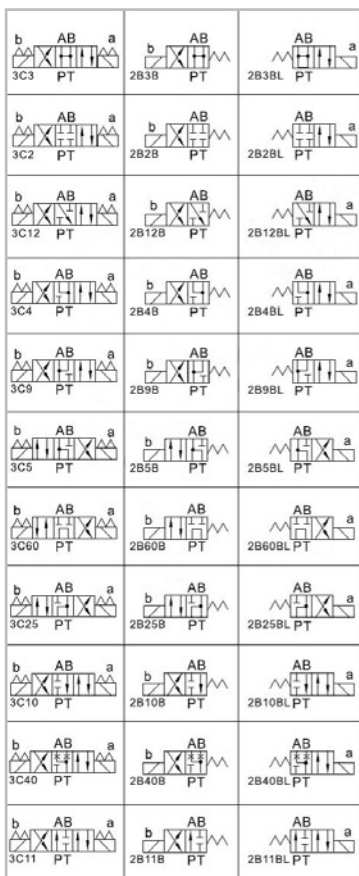 b AB a
3C3 PT
b AB
2B3B PT
AB a
2B3BL PT
b AB a
3C2 PT
b AB
2B2B PT
AB a
2B2BL PT
b AB a
3C12 PT
b AB
2B12B PT
AB a
2B12BL PT
b AB a
3C4 PT
b AB
2B4B PT
AB a
2B4BL PT
b AB a
3C9 PT
b AB
2B9B PT
AB a
2B9BL PT
b AB a
3C5 PT
b AB
2B5B PT
AB a
2B5BL PT
b AB a
3C60 PT
b AB
2B60B PT
AB a
2B60BL PT
b AB a
3C25 PT
b AB
2B25B PT
AB a
2B25BL PT
b AB a
3C10 PT
b AB
2B10B PT
AB a
2B10BL PT
b AB a
3C40 PT
b AB
2B40B PT
AB a
2B40BL PT
b AB a
3C11 PT
b AB
2B11B PT
AB a
2B11BL PT